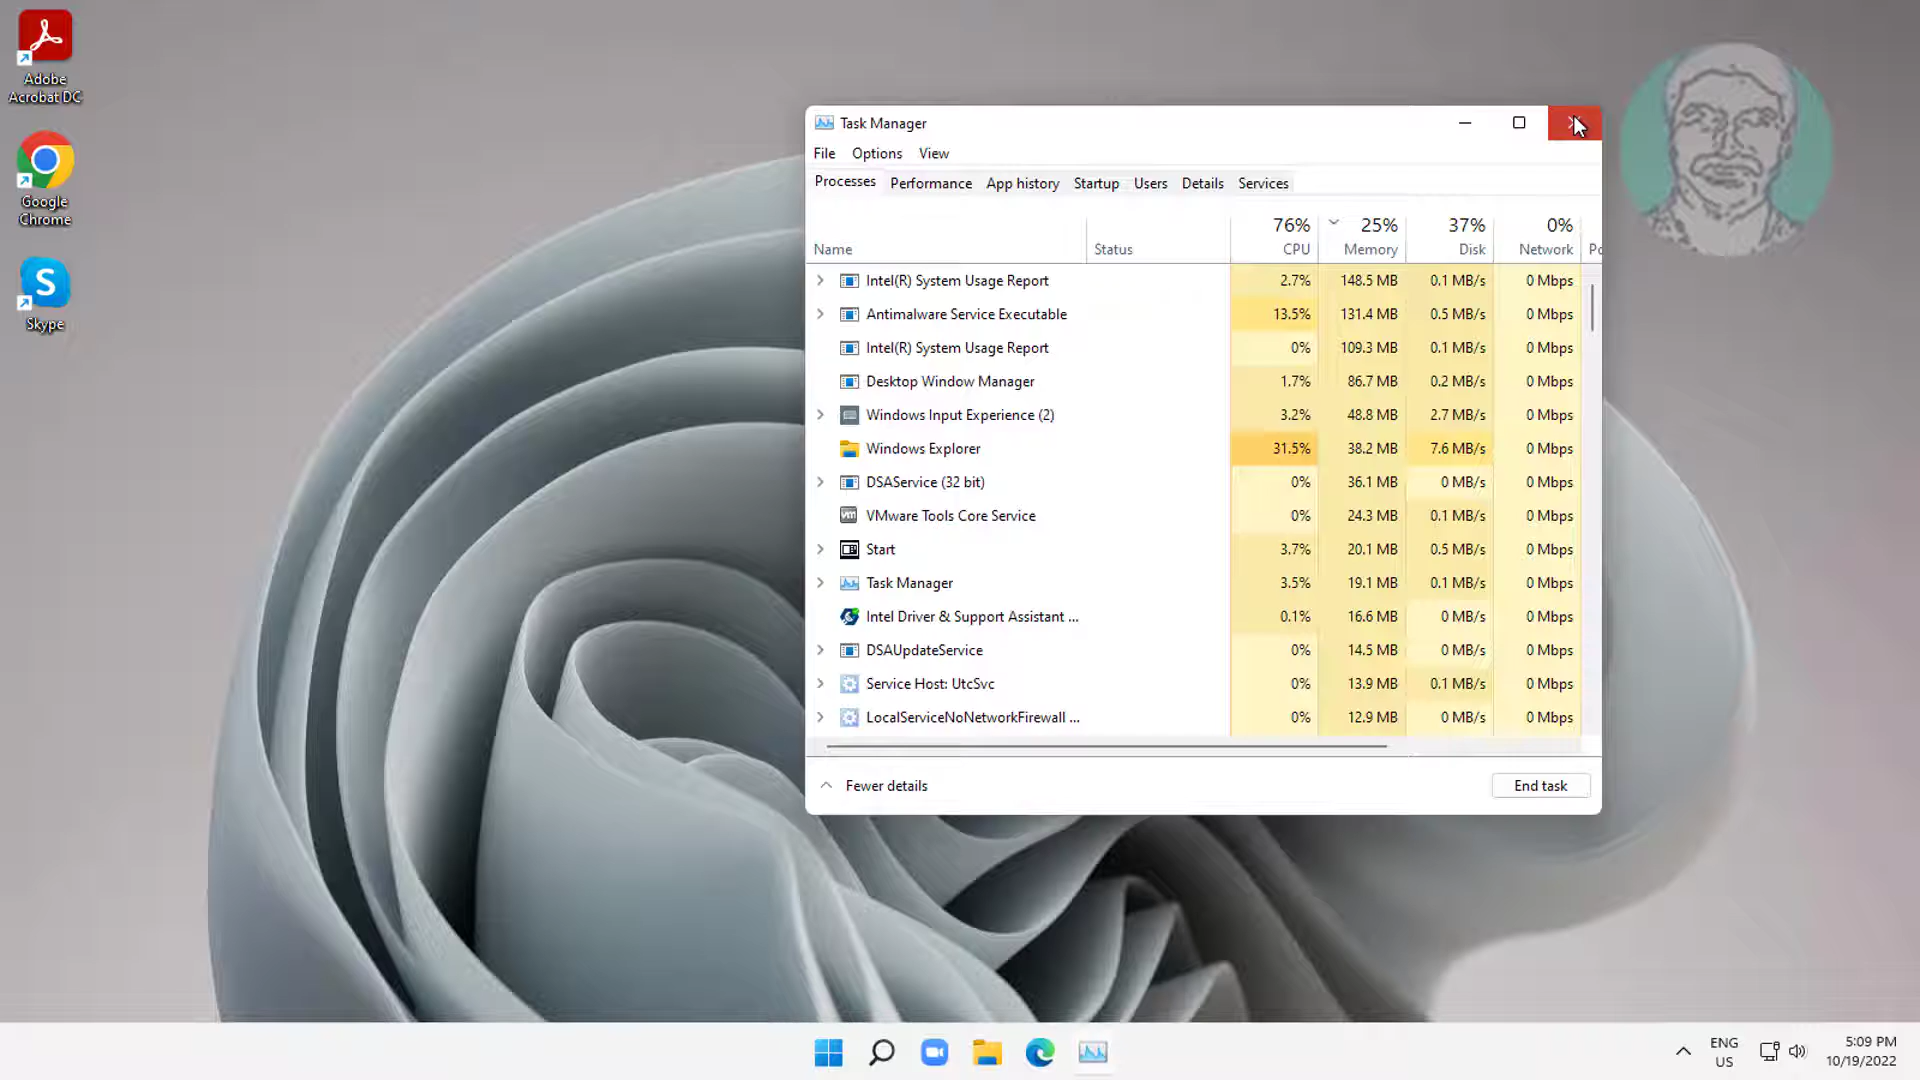 Adobe
Acrobat DC
Google
Chrome
S
Skype
Task Manager
File Options View
Processes Performance App history Startup Users Details Services
76% 25% 37% 0%
Name Status CPU Memory Disk Network Po
Intel(R) System Usage Report 2.7% 148.5 MB 0.1 MB/s 0 Mbps
Antimalware Service Executable 13.5% 131.4 MB 0.5 MB/s 0 Mbps
Intel(R) System Usage Report 0% 109.3 MB 0.1 MB/s 0 Mbps
Desktop Window Manager 1.7% 86.7 MB 0.2 MB/s 0 Mbps
Windows Input Experience (2) 3.2% 48.8 MB 2.7 MB/s 0 Mbps
Windows Explorer 31.5% 38.2 MB 7.6 MB/s 0 Mbps
DSAService (32 bit) 0% 36.1 MB 0 MB/s 0 Mbps
vm VMware Tools Core Service 0% 24.3 MB 0.1 MB/s 0 Mbps
Start 3.7% 20.1 MB 0.5 MB/s 0 Mbps
Task Manager 3.5% 19.1 MB 0.1 MB/s 0 Mbps
Intel Driver & Support Assistant ... 0.1% 16.6 MB 0 MB/s 0 Mbps
DSAUpdateService 0% 14.5 MB 0 MB/s 0 Mbps
Service Host: UtcSvc 0% 13.9 MB 0.1 MB/s 0 Mbps
LocalServiceNoNetworkFirewall ... 0% 12.9 MB 0 MB/s 0 Mbps
Fewer details End task
ENG
US
5:09 PM
10/19/2022